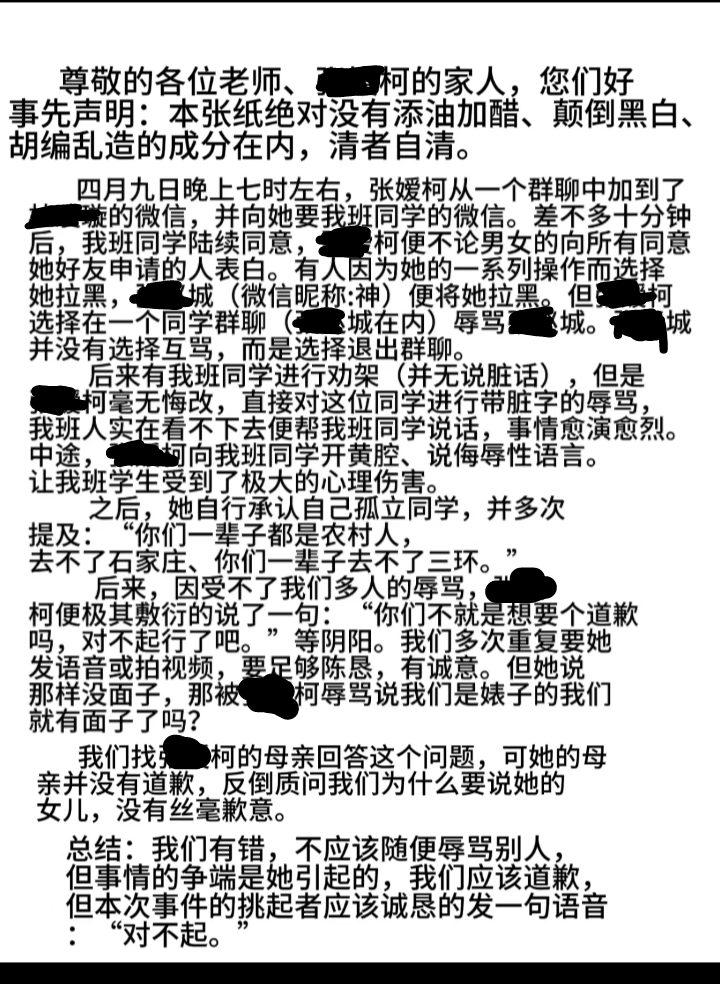 尊敬的各位老师、柯的家人，您们好
事先声明：本张纸绝对没有添油加醋、颠倒黑白、
胡编乱造的成分在内，清者自清。
四月九日晚上七时左右，张嫒柯从一个群聊中加到了
璇的微信，并向她要我班同学的微信。差不多十分钟
后，我班同学陆续同意，柯便不论男女的向所有同意
她好友申请的人表白。有人因为她的一系列操作而选择
她拉黑，城（微信昵称:神）便将她拉黑。但柯
选择在一个同学群聊（城在内）辱骂城。城
并没有选择互骂，而是选择退出群聊。
后来有我班同学进行劝架（并无说脏话），但是
柯毫无悔改，直接对这位同学进行带脏字的辱骂，
我班人实在看不下去便帮我班同学说话，事情愈演愈烈。
中途，柯向我班同学开黄腔、说侮辱性语言。
让我班学生受到了极大的心理伤害。
之后，她自行承认自己孤立同学，并多次
提及：“你们一辈子都是农村人，
去不了石家庄、你们一辈子去不了三环。”
后来，因受不了我们多人的辱骂，
柯便极其敷衍的说了一句：“你们不就是想要个道歉
吗，对不起行了吧。”等阴阳。我们多次重复要她
发语音或拍视频，要足够陈恳，有诚意。但她说
那样没面子，那被柯辱骂说我们是婊子的我们
就有面子了吗？
我们找柯的母亲回答这个问题，可她的母
亲并没有道歉，反倒质问我们为什么要说她的
女儿，没有丝毫歉意。
总结：我们有错，不应该随便辱骂别人，
但事情的争端是她引起的，我们应该道歉，
但本次事件的挑起者应该诚恳的发一句语音
：“对不起。”